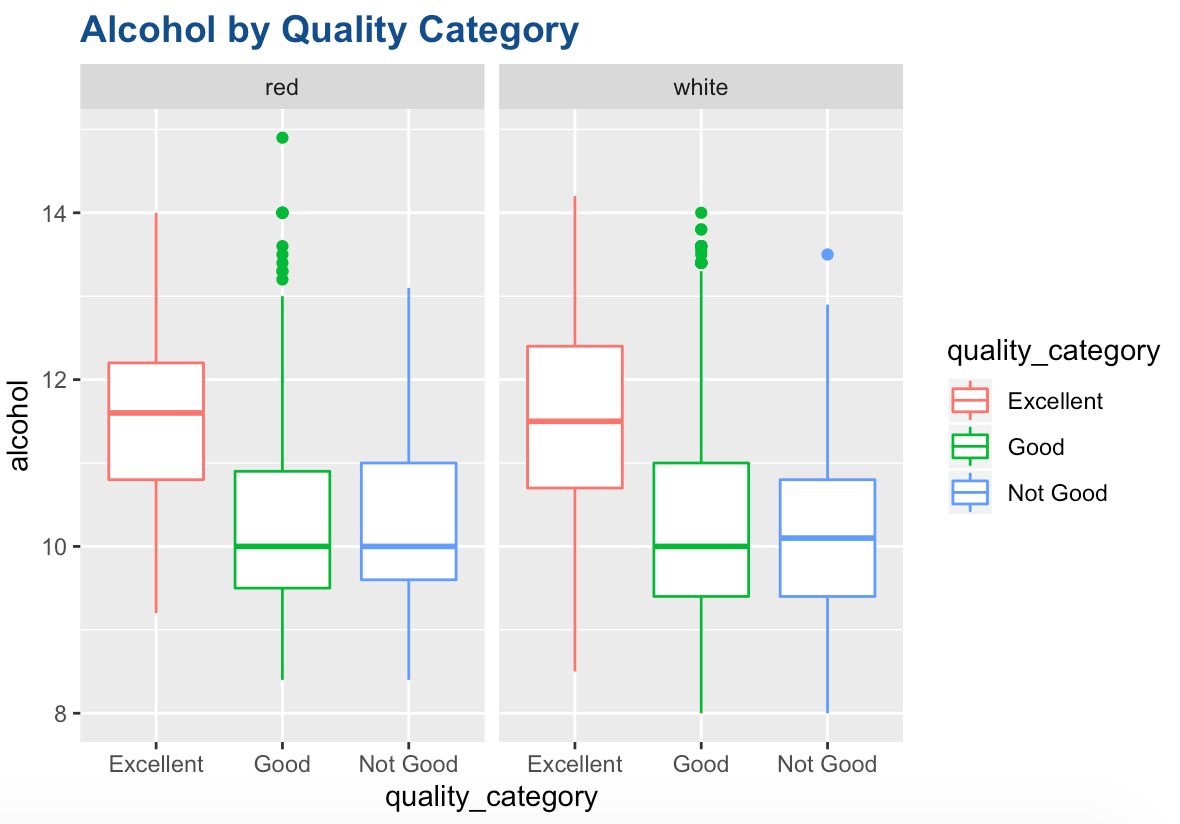 Alcohol by Quality Category
red
white
14
12
10
8
alcohol
Excellent
Good
Not Good
Excellent
Good
Not Good
quality_category
quality_category
Excellent
Good
Not Good